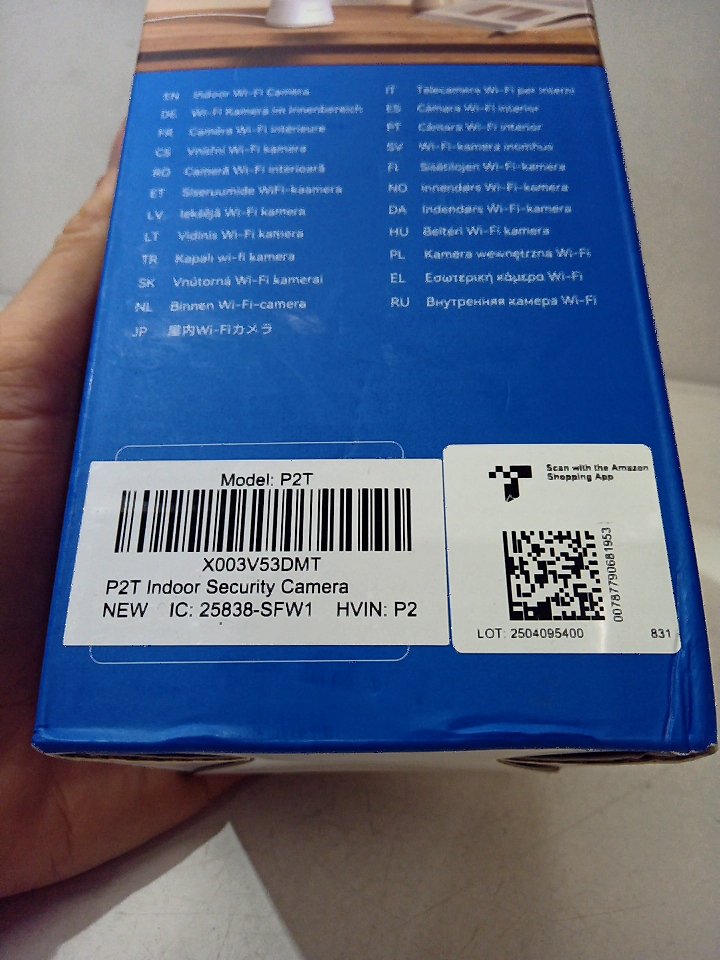 EN Indoor Wi-Fi Camera
DE Wi-Fi Kamera im Innenbereich
FR Caméra Wi-Fi intérieure
CS Vnitřní Wi-Fi kamera
RO Cameră Wi-Fi interioară
ET Siseruumide WiFi-kaamera
LV Iekšējā Wi-Fi kamera
LT Vidinis Wi-Fi kamera
TR Kapalı wi-fi kamera
SK Vnútorná Wi-Fi kamerai
NL Binnen Wi-Fi-camera
JP 屋内Wi-Fiカメラ
IT Telecamera Wi-Fi per interni
ES Cámara Wi-Fi interior
PT Câmara Wi-Fi interior
SV Wi-Fi-kamera inomhus
FI Sisätilojen Wi-Fi-kamera
NO Innendørs Wi-Fi-kamera
DA Indendørs Wi-Fi-kamera
HU Beltéri Wi-Fi kamera
PL Kamera wewnętrzna Wi-Fi
EL Εσωτερική κάμερα Wi-Fi
RU Внутренняя камера Wi-Fi
Model: P2T
X003V53DMT
P2T Indoor Security Camera
NEW IC: 25838-SFW1 HVIN: P2
Scan with the Amazon
Shopping App
00787790681953
LOT: 2504095400 831